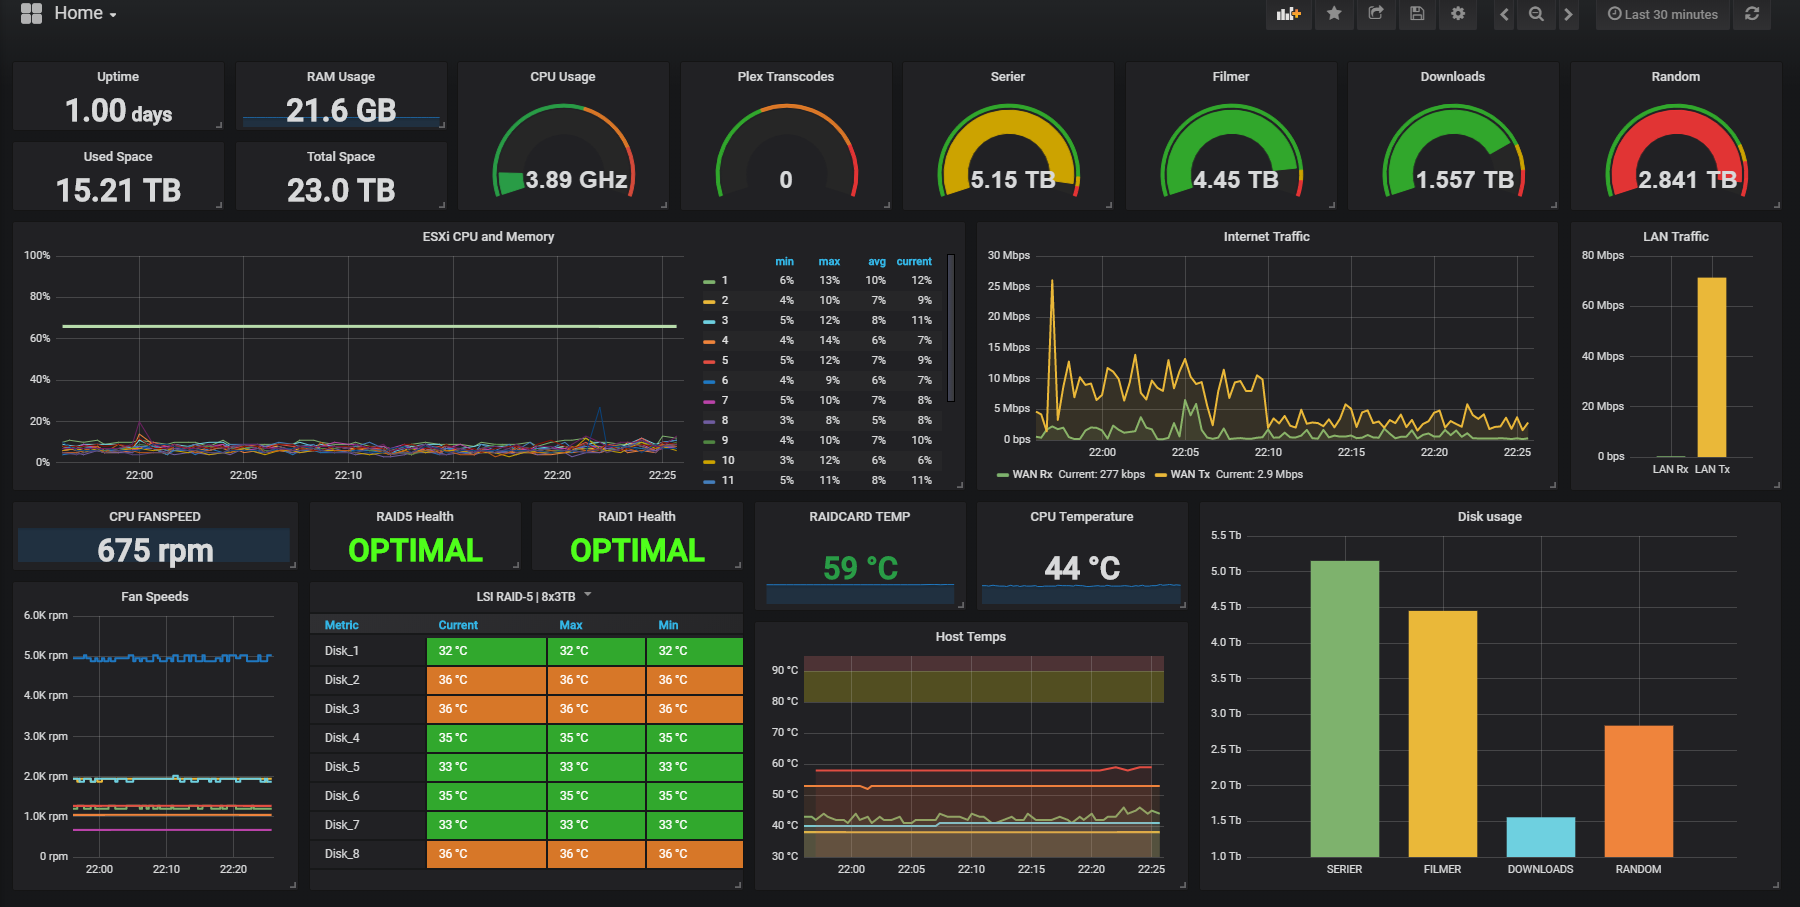 Home
Last 30 minutes
Uptime
1.00 days
RAM Usage
21.6 GB
CPU Usage
3.89 GHz
Plex Transcodes
0
Serier
5.15 TB
Filmer
4.45 TB
Downloads
1.557 TB
Random
2.841 TB
Used Space
15.21 TB
Total Space
23.0 TB
ESXi CPU and Memory
100%
80%
60%
40%
20%
0%
22:00 22:05 22:10 22:15 22:20 22:25
min max avg current
1 6% 13% 10% 12%
2 4% 10% 7% 9%
3 5% 12% 8% 11%
4 4% 14% 6% 7%
5 5% 12% 7% 9%
6 4% 9% 6% 7%
7 5% 10% 7% 8%
8 3% 8% 5% 8%
9 4% 10% 7% 10%
10 3% 12% 6% 6%
11 5% 11% 8% 11%
Internet Traffic
30 Mbps
25 Mbps
20 Mbps
15 Mbps
10 Mbps
5 Mbps
0 bps
22:00 22:05 22:10 22:15 22:20 22:25
WAN Rx Current: 277 kbps WAN Tx Current: 2.9 Mbps
LAN Traffic
80 Mbps
60 Mbps
40 Mbps
20 Mbps
0 bps
LAN Rx LAN Tx
CPU FANSPEED
675 rpm
RAID5 Health
OPTIMAL
RAID1 Health
OPTIMAL
RAIDCARD TEMP
59 °C
CPU Temperature
44 °C
Fan Speeds
6.0K rpm
5.0K rpm
4.0K rpm
3.0K rpm
2.0K rpm
1.0K rpm
0 rpm
22:00 22:10 22:20
LSI RAID-5 | 8x3TB
Metric Current Max Min
Disk_1 32 °C 32 °C 32 °C
Disk_2 36 °C 36 °C 36 °C
Disk_3 36 °C 36 °C 36 °C
Disk_4 35 °C 35 °C 35 °C
Disk_5 33 °C 33 °C 33 °C
Disk_6 35 °C 35 °C 35 °C
Disk_7 33 °C 33 °C 33 °C
Disk_8 36 °C 36 °C 36 °C
Host Temps
90 °C
80 °C
70 °C
60 °C
50 °C
40 °C
30 °C
22:00 22:05 22:10 22:15 22:20 22:25
Disk usage
5.5 Tb
5.0 Tb
4.5 Tb
4.0 Tb
3.5 Tb
3.0 Tb
2.5 Tb
2.0 Tb
1.5 Tb
1.0 Tb
SERIER FILMER DOWNLOADS RANDOM